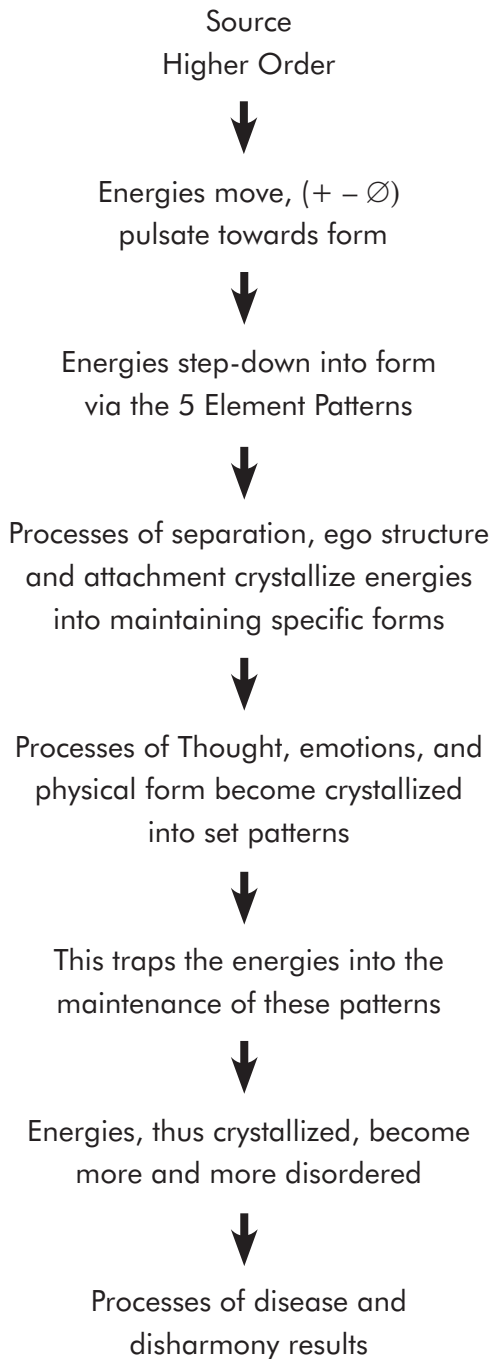 Source
Higher Order
Energies move, (+ – ∅)
pulsate towards form
Energies step-down into form
via the 5 Element Patterns
Processes of separation, ego structure
and attachment crystallize energies
into maintaining specific forms
Processes of Thought, emotions, and
physical form become crystallized
into set patterns
This traps the energies into the
maintenance of these patterns
Energies, thus crystallized, become
more and more disordered
Processes of disease and
disharmony results